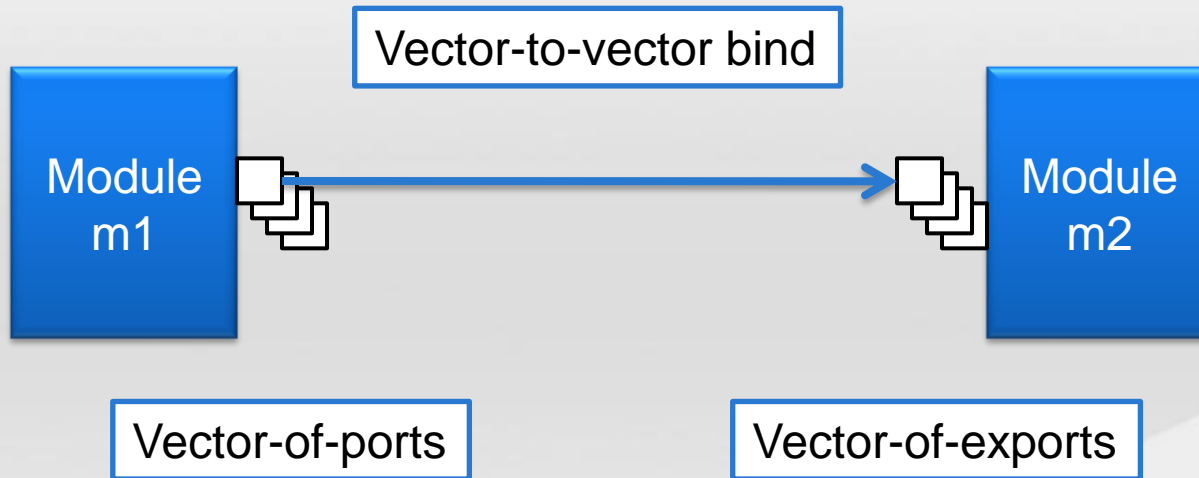 Vector-to-vector bind
Module
m1
Module
m2
Vector-of-ports
Vector-of-exports